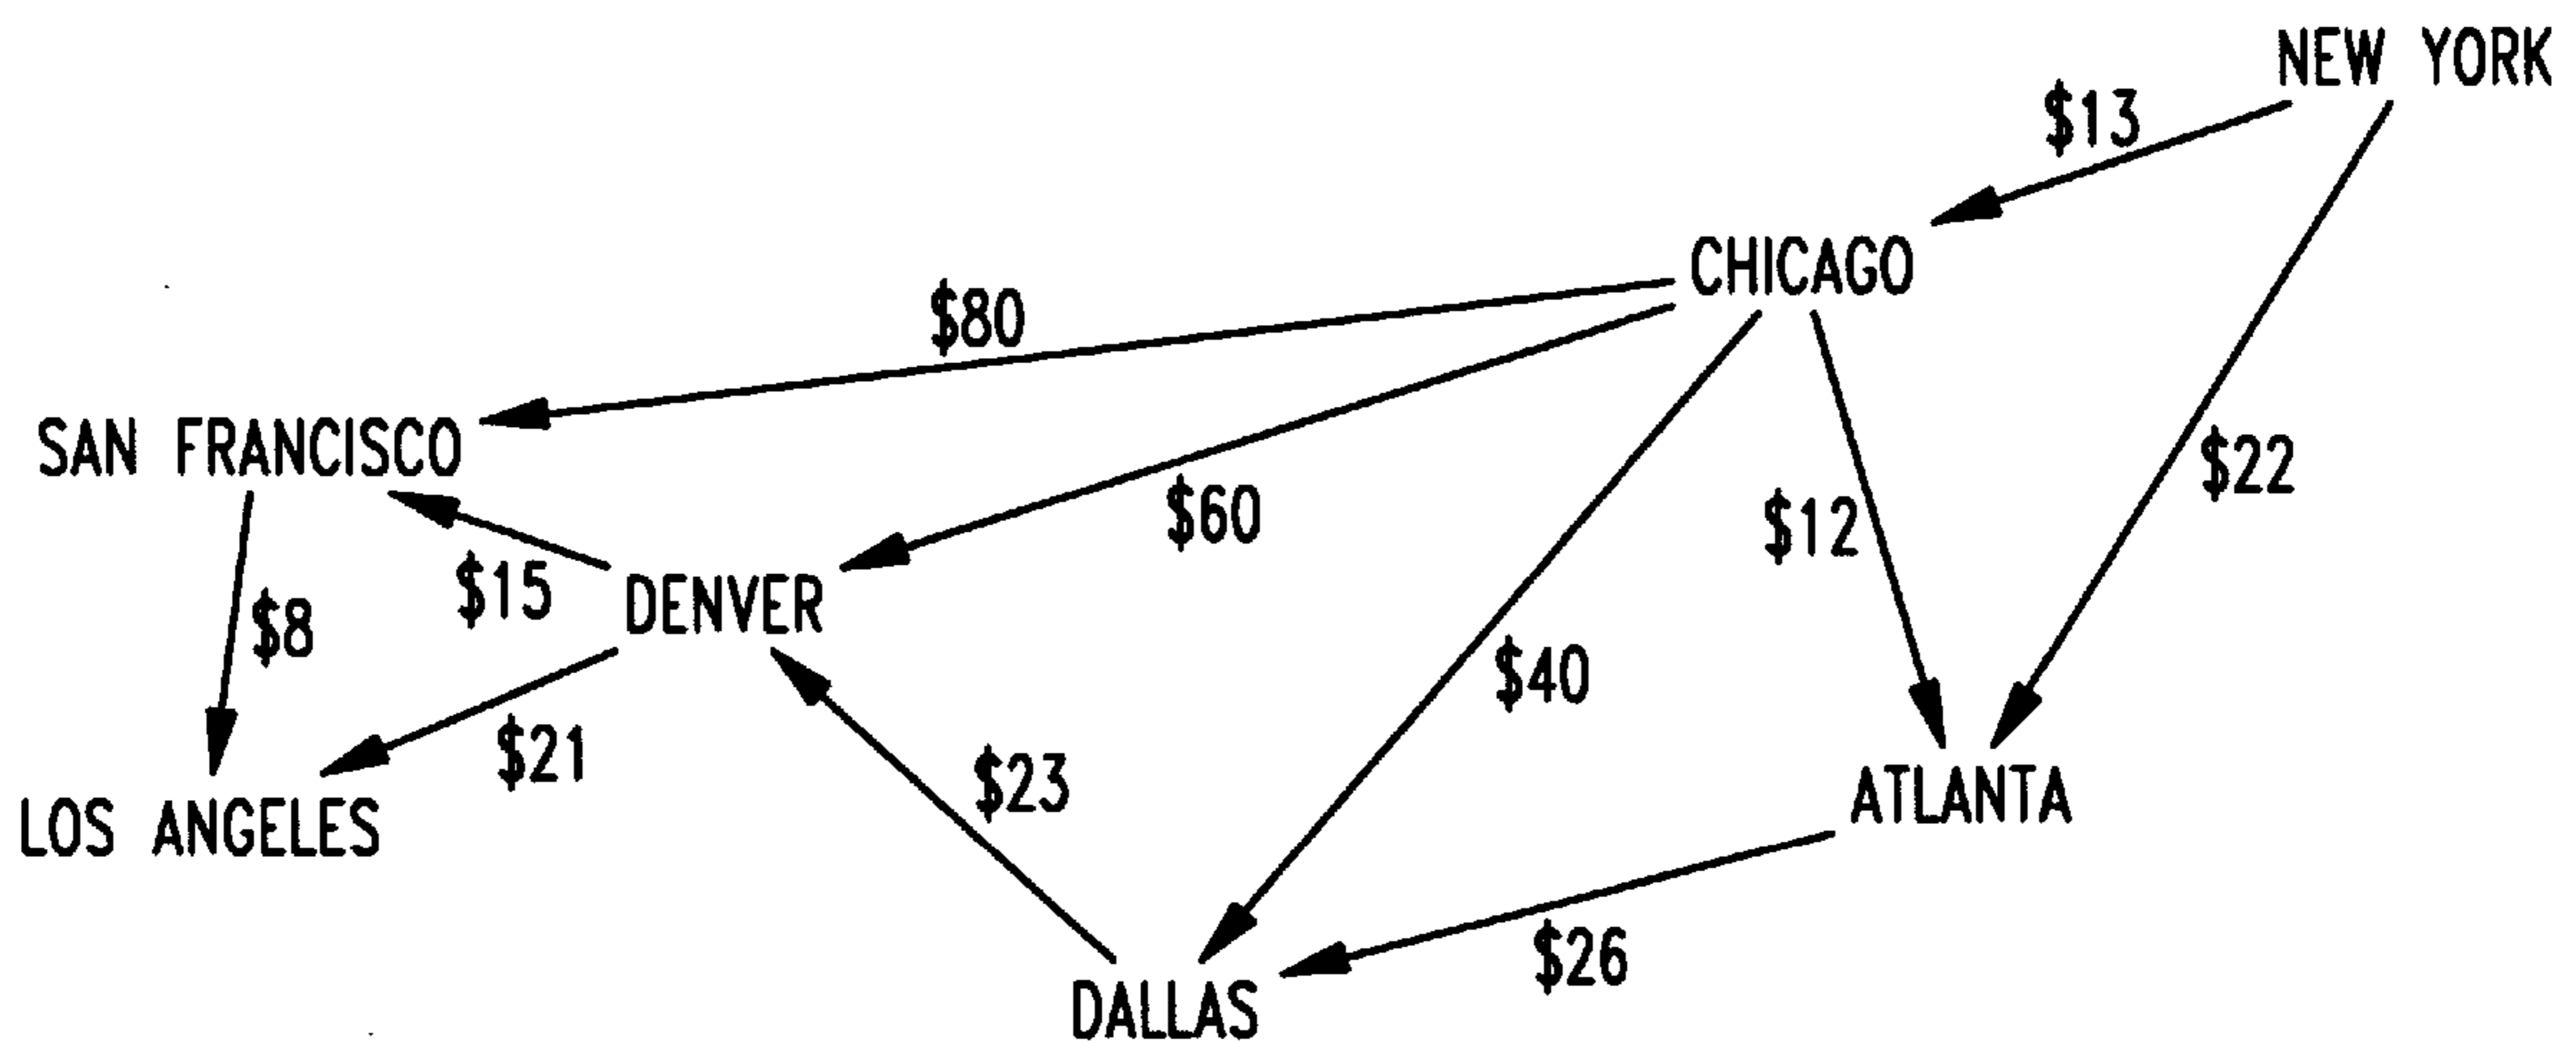 NEW YORK
$13
CHICAGO
$80
SAN FRANCISCO
$22
$60
$12
$15
DENVER
$8
$40
$21
$23
ATLANTA
LOS ANGELES
$26
DALLAS